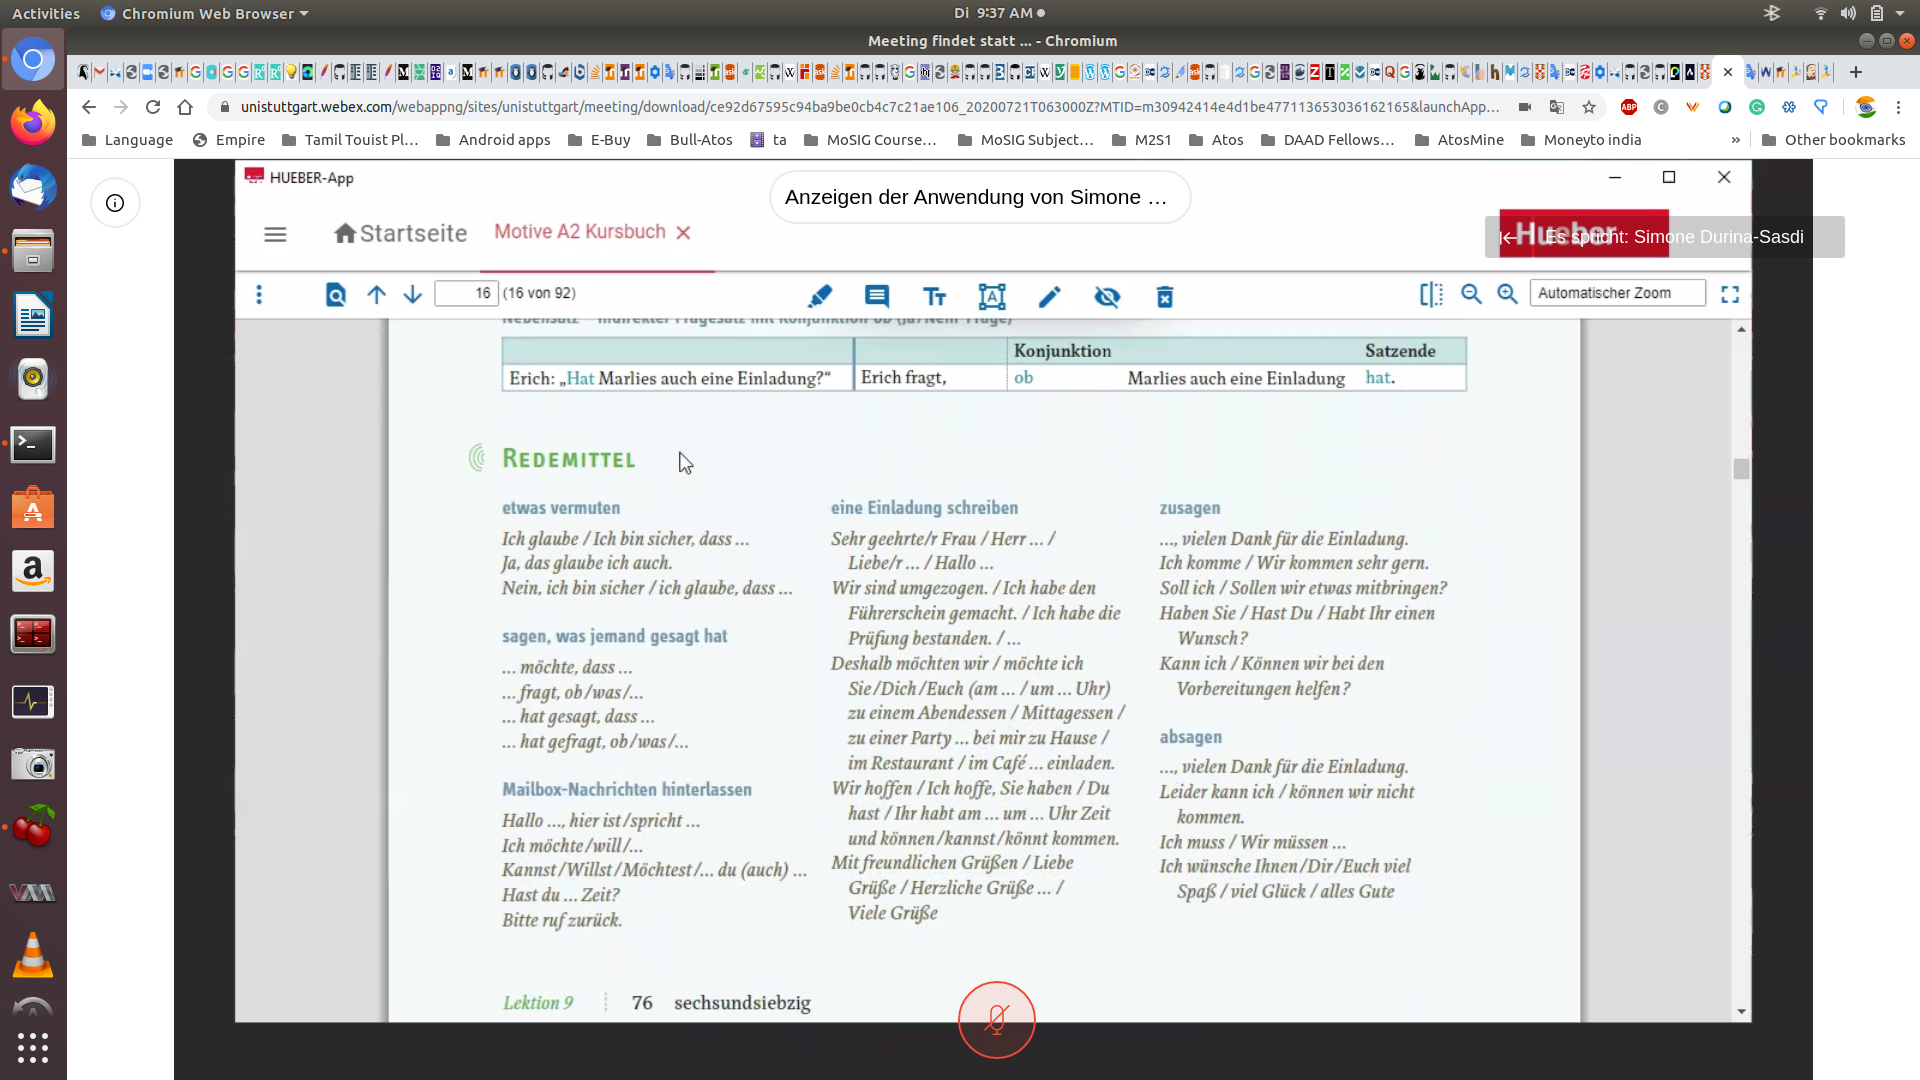 Activities
Chromium Web Browser
Di 9:37 AM
Meeting findet statt ... - Chromium
unistuttgart.webex.com/webappng/sites/unistuttgart/meeting/download/ce92d67595c94ba9be0cb4c7c21ae106_20200721T063000Z?MTID=m30942414e4d1be477113653036162165&launchApp...
Language Empire Tamil Touist Pl... Android apps E-Buy Bull-Atos ta MoSIG Course... MoSIG Subject... M2S1 Atos DAAD Fellows... AtosMine Moneyto india » Other bookmarks
HUEBER-App
Anzeigen der Anwendung von Simone ...
Startseite
Motive A2 Kursbuch
Hueber
Es spricht: Simone Durina-Sasdi
16 (16 von 92)
Automatischer Zoom
Nebensatz – indirekter Fragesatz mit Konjunktion ob (Ja/Nein-Frage)
Konjunktion Satzende
Erich: „Hat Marlies auch eine Einladung?“ Erich fragt, ob Marlies auch eine Einladung hat.
REDEMITTEL
etwas vermuten
Ich glaube / Ich bin sicher, dass ...
Ja, das glaube ich auch.
Nein, ich bin sicher / ich glaube, dass ...
sagen, was jemand gesagt hat
... möchte, dass ...
... fragt, ob/was/...
... hat gesagt, dass ...
... hat gefragt, ob/was/...
Mailbox-Nachrichten hinterlassen
Hallo ..., hier ist/spricht ...
Ich möchte/will/...
Kannst/Willst/Möchtest/... du (auch) ...
Hast du ... Zeit?
Bitte ruf zurück.
eine Einladung schreiben
Sehr geehrte/r Frau / Herr ... /
Liebe/r ... / Hallo ...
Wir sind umgezogen. / Ich habe den
Führerschein gemacht. / Ich habe die
Prüfung bestanden. / ...
Deshalb möchten wir / möchte ich
Sie/Dich/Euch (am ... / um ... Uhr)
zu einem Abendessen / Mittagessen /
zu einer Party ... bei mir zu Hause /
im Restaurant / im Café ... einladen.
Wir hoffen / Ich hoffe, Sie haben / Du
hast / Ihr habt am ... um ... Uhr Zeit
und können/kannst/könnt kommen.
Mit freundlichen Grüßen / Liebe
Grüße / Herzliche Grüße ... /
Viele Grüße
zusagen
..., vielen Dank für die Einladung.
Ich komme / Wir kommen sehr gern.
Soll ich / Sollen wir etwas mitbringen?
Haben Sie / Hast Du / Habt Ihr einen
Wunsch?
Kann ich / Können wir bei den
Vorbereitungen helfen?
absagen
..., vielen Dank für die Einladung.
Leider kann ich / können wir nicht
kommen.
Ich muss / Wir müssen ...
Ich wünsche Ihnen/Dir/Euch viel
Spaß / viel Glück / alles Gute
Lektion 9 76 sechsundsiebzig